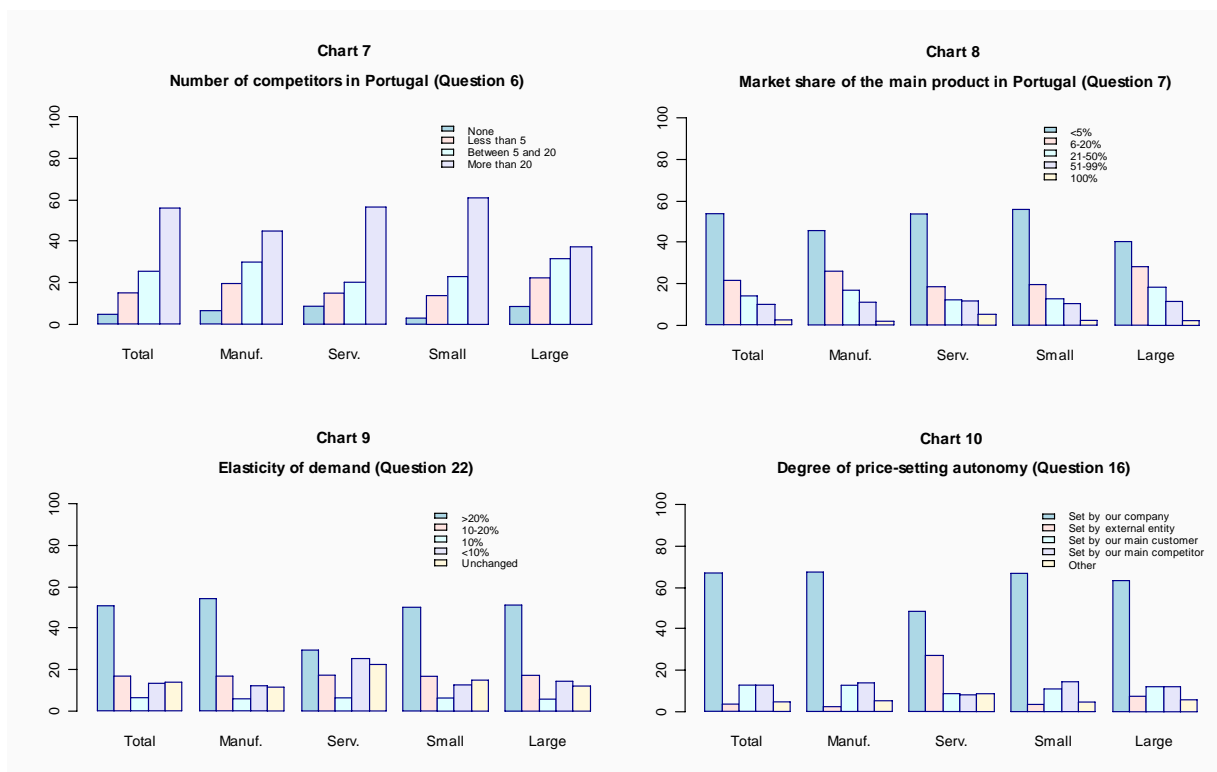 Chart 7
Number of competitors in Portugal (Question 6)
100
80
60
40
20
0
None
Less than 5
Between 5 and 20
More than 20
Total Manuf. Serv. Small Large
Chart 8
Market share of the main product in Portugal (Question 7)
100
80
60
40
20
0
<5%
6-20%
21-50%
51-99%
100%
Total Manuf. Serv. Small Large
Chart 9
Elasticity of demand (Question 22)
100
80
60
40
20
0
>20%
10-20%
10%
<10%
Unchanged
Total Manuf. Serv. Small Large
Chart 10
Degree of price-setting autonomy (Question 16)
100
80
60
40
20
0
Set by our company
Set by external entity
Set by our main customer
Set by our main competitor
Other
Total Manuf. Serv. Small Large